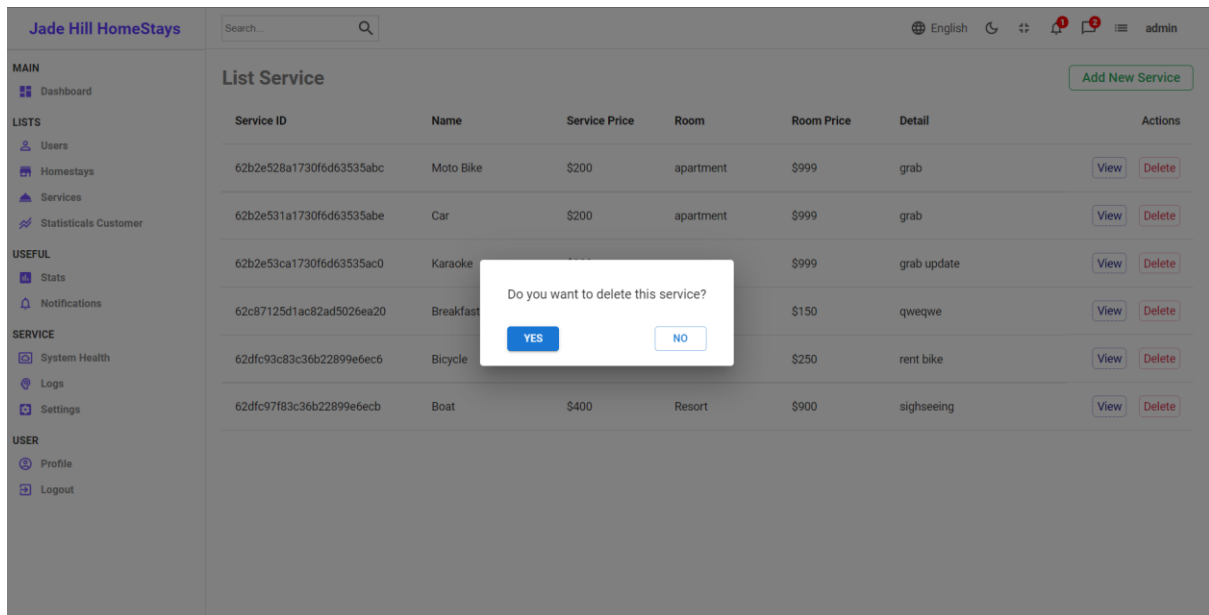 Jade Hill HomeStays
Search...
English
1
2
admin
MAIN
Dashboard
LISTS
Users
Homestays
Services
Statisticals Customer
USEFUL
Stats
Notifications
SERVICE
System Health
Logs
Settings
USER
Profile
Logout
List Service
Add New Service
Service ID Name Service Price Room Room Price Detail Actions
62b2e528a1730f6d63535abc Moto Bike $200 apartment $999 grab View Delete
62b2e531a1730f6d63535abe Car $200 apartment $999 grab View Delete
62b2e53ca1730f6d63535ac0 Karaoke $999 grab update View Delete
62c87125d1ac82ad5026ea20 Breakfast $150 qweqwe View Delete
62dfc93c83c36b22899e6ec6 Bicycle $250 rent bike View Delete
62dfc97f83c36b22899e6ecb Boat $400 Resort $900 sighseeing View Delete
Do you want to delete this service?
YES NO